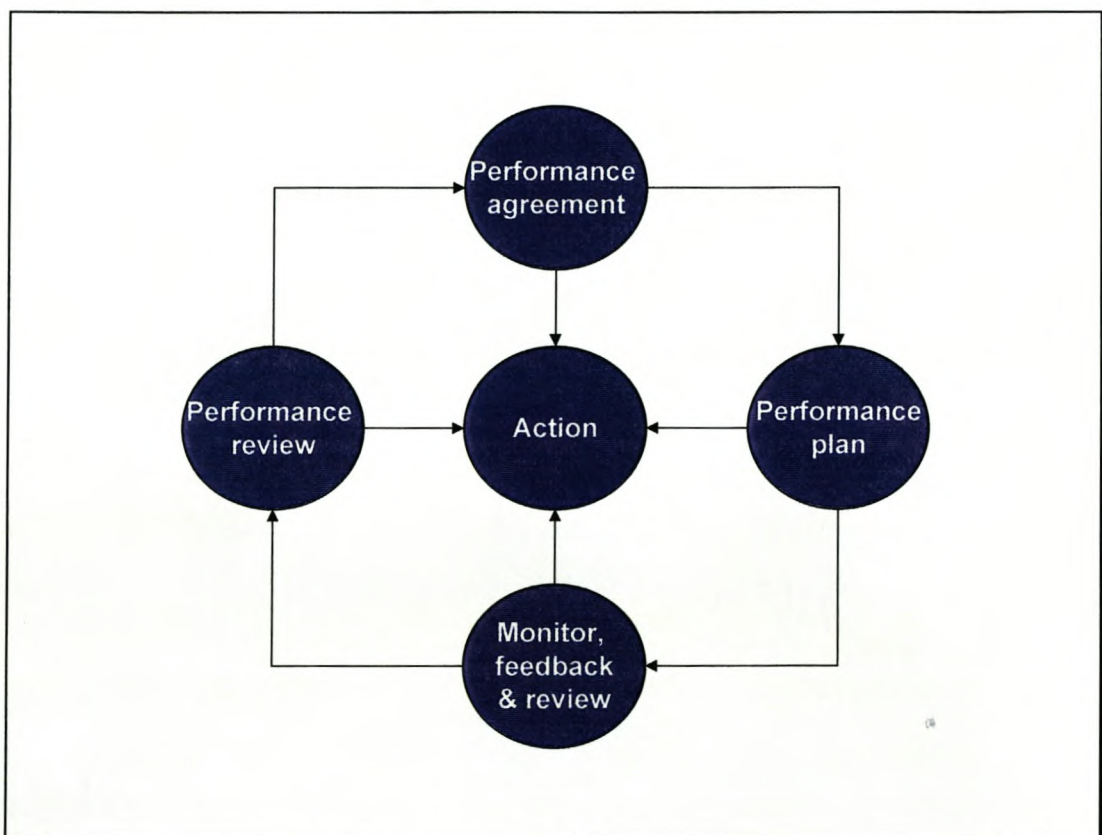 Performance
agreement
Performance
review
Action
Performance
plan
Monitor,
feedback
& review